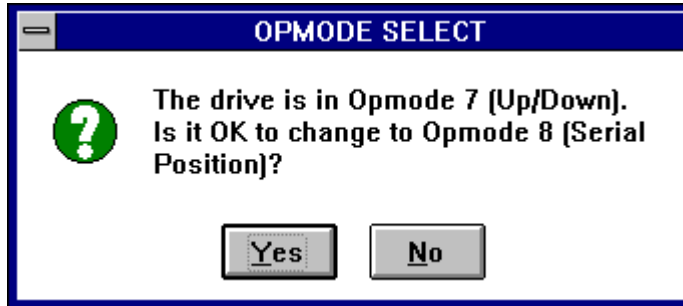 OPMODE SELECT
The drive is in Opmode 7 (Up/Down).
Is it OK to change to Opmode 8 (Serial
Position)?
Yes
No